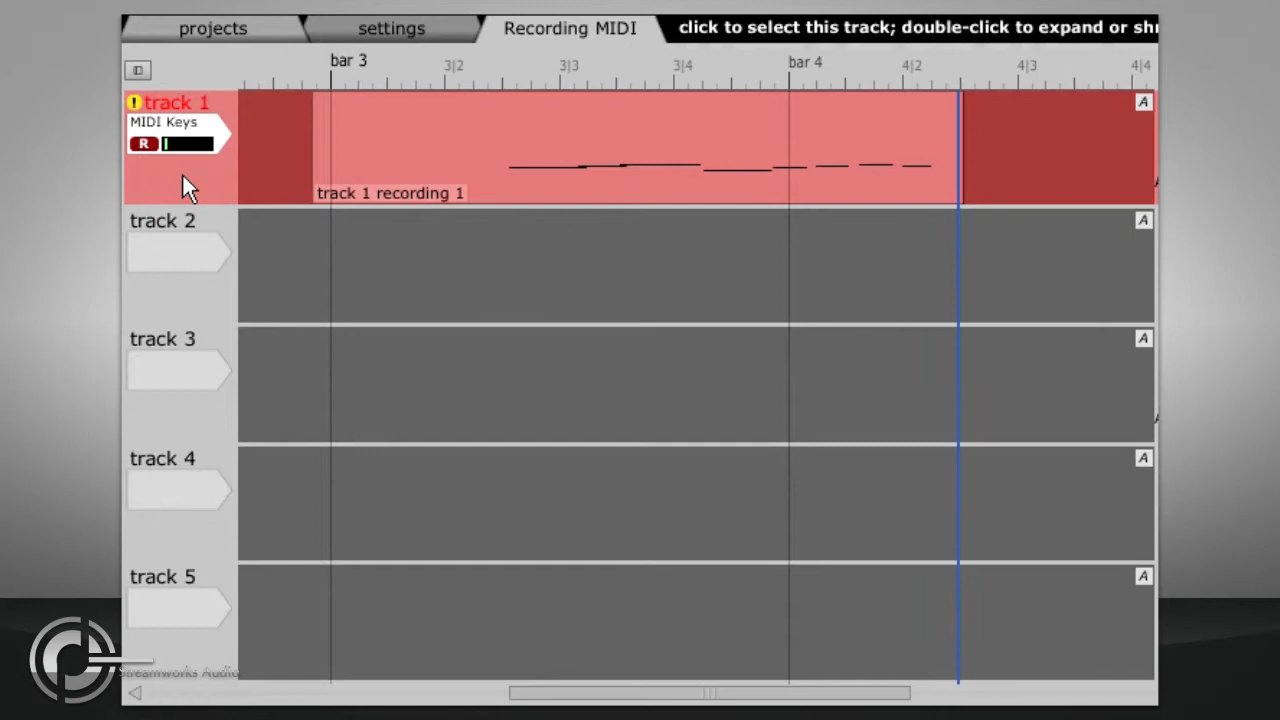 projects
settings
Recording MIDI
click to select this track; double-click to expand or
bar 3
3|2
3|3
3|4
bar 4
4|2
4|3
4|4
! track 1
A
MIDI Keys
R
track 1 recording 1
track 2
A
track 3
A
track 4
A
track 5
A
Streamworks Audio